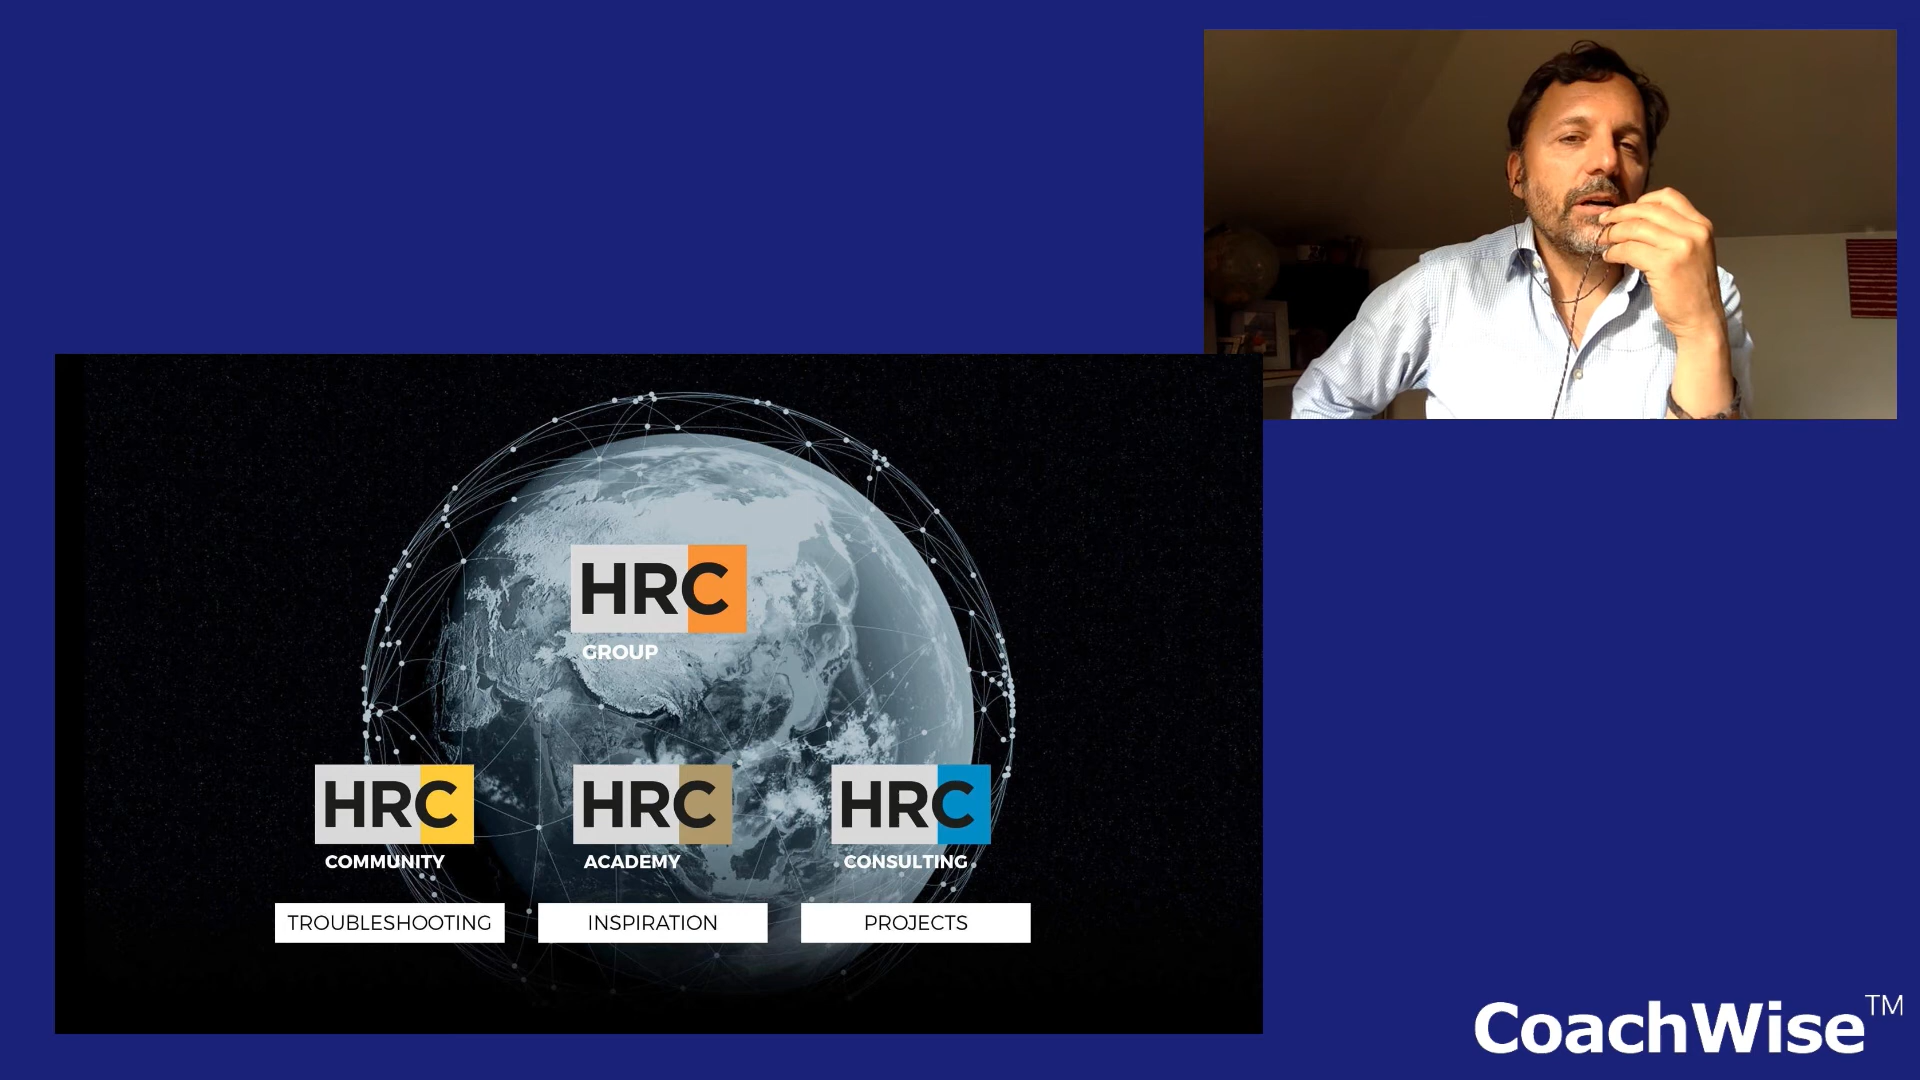 HRC
GROUP
HRC
COMMUNITY
HRC
ACADEMY
HRC
CONSULTING
TROUBLESHOOTING
INSPIRATION
PROJECTS
CoachWise™